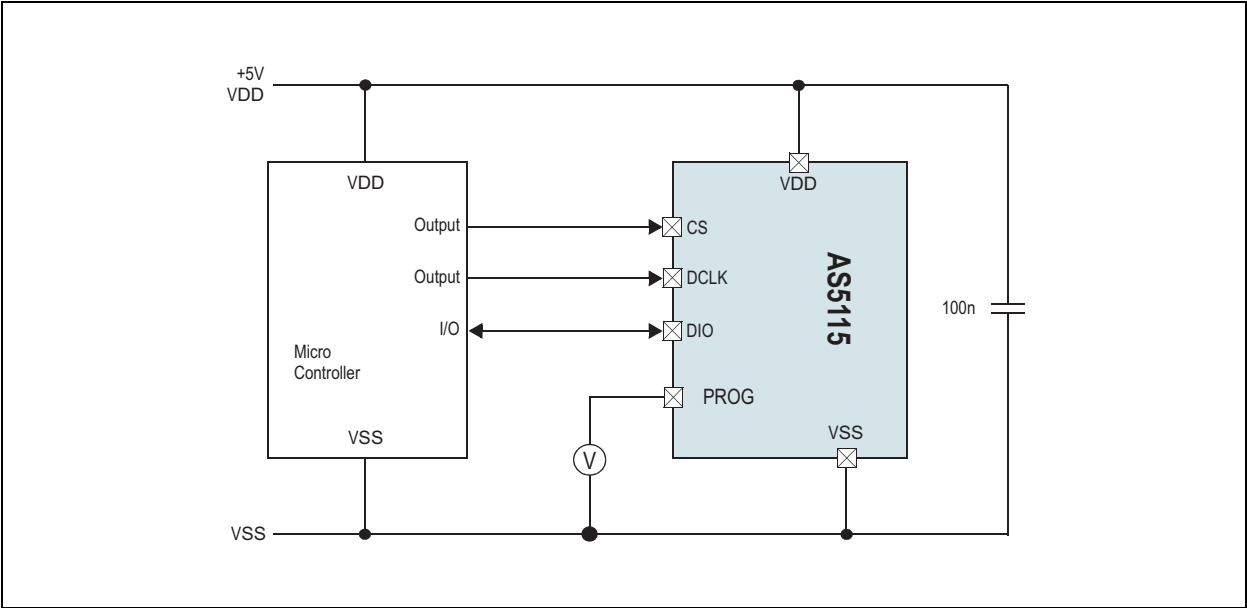 +5V
VDD
VDD
VDD
Output
CS
Output
DCLK
I/O
DIO
AS5115
100n
Micro
Controller
PROG
VSS
VSS
V
VSS